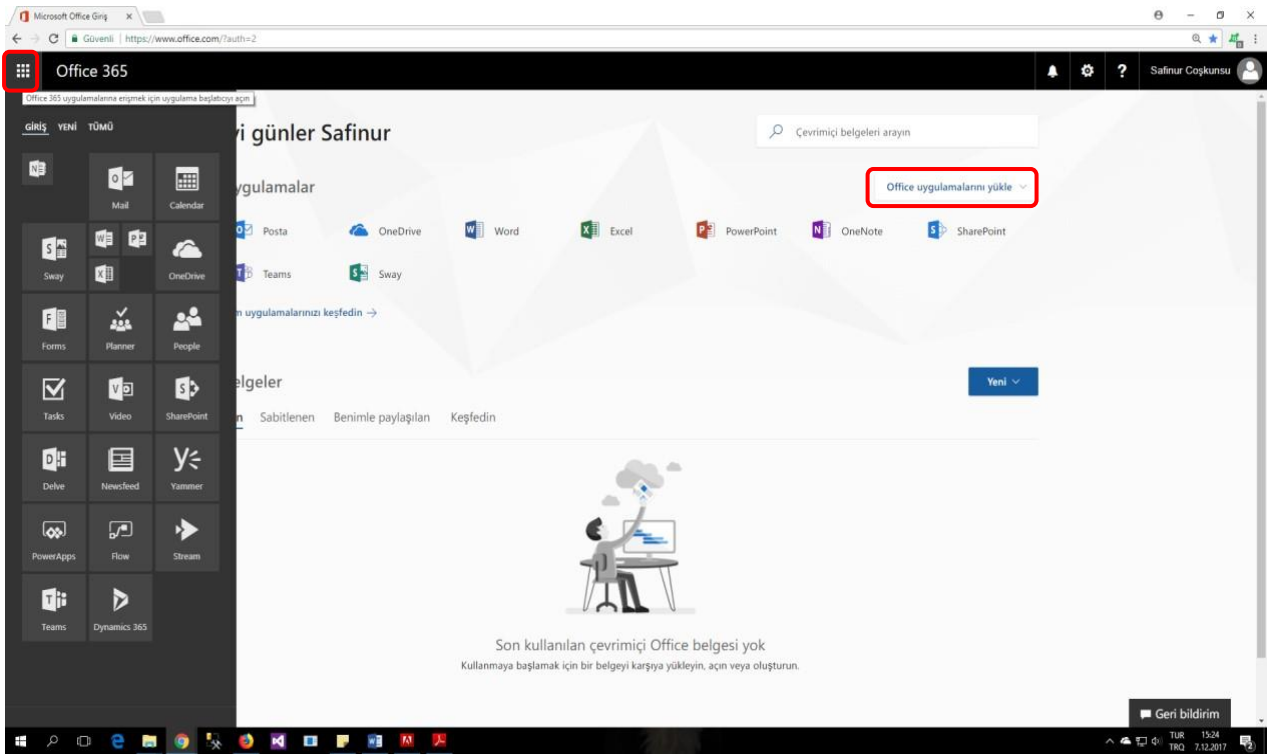 Microsoft Office Giriş
Güvenli | https://www.office.com/?auth=2
Office 365
? Safinur Coşkunsu
Office 365 uygulamalarına erişmek için uygulama başlatıcıyı açın
GİRİŞ YENİ TÜMÜ
yi günler Safinur
Çevrimiçi belgeleri arayın
ygulamalar
Office uygulamalarını yükle
Mail Calendar
Posta OneDrive Word Excel PowerPoint OneNote SharePoint
Teams Sway
Sway OneDrive
m uygulamalarınızı keşfedin →
Forms Planner People
elgeler
Yeni
n Sabitlenen Benimle paylaşılan Keşfedin
Tasks Video SharePoint
Delve Newsfeed Yammer
PowerApps Flow Stream
Teams Dynamics 365
Son kullanılan çevrimiçi Office belgesi yok
Kullanmaya başlamak için bir belgeyi karşıya yükleyin, açın veya oluşturun.
Geri bildirim
TUR 15:24
TRQ 7.12.2017